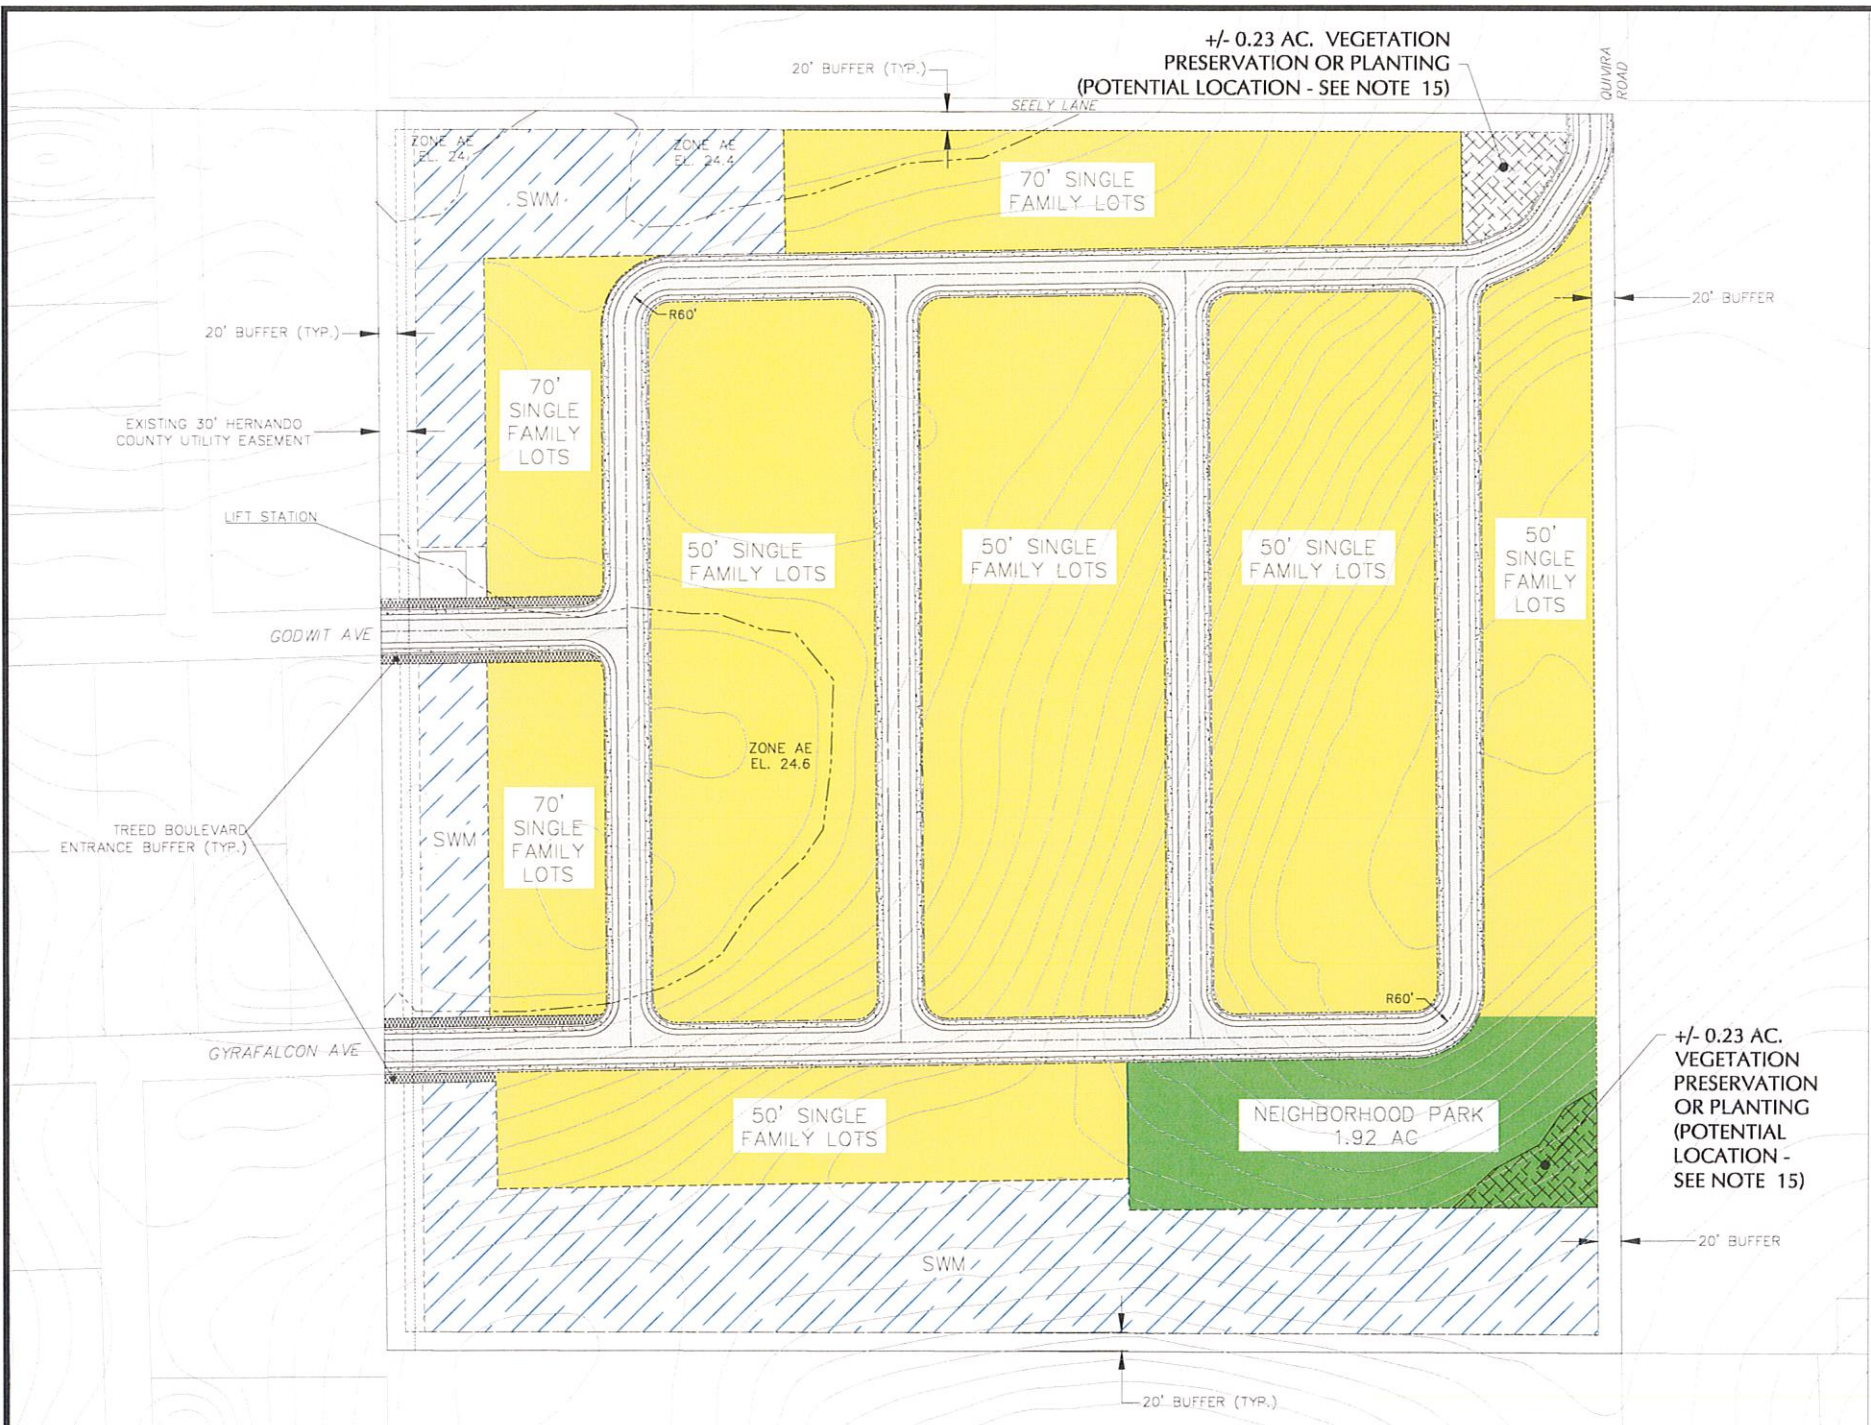 +/- 0.23 AC. VEGETATION
PRESERVATION OR PLANTING
(POTENTIAL LOCATION - SEE NOTE 15)
QUIVIRA
ROAD
20' BUFFER (TYP.)
SEELY LANE
ZONE AE
EL. 24.
ZONE AE
EL. 24.4
SWM
70' SINGLE
FAMILY LOTS
20' BUFFER
R60'
20' BUFFER (TYP.)
70'
SINGLE
FAMILY
LOTS
EXISTING 30' HERNANDO
COUNTY UTILITY EASEMENT
LIFT STATION
50' SINGLE
FAMILY LOTS
50' SINGLE
FAMILY LOTS
50' SINGLE
FAMILY LOTS
50'
SINGLE
FAMILY
LOTS
GODWIT AVE
ZONE AE
EL. 24.6
70'
SINGLE
FAMILY
LOTS
SWM
TREED BOULEVARD
ENTRANCE BUFFER (TYP.)
R60'
GYRAFALCON AVE
+/- 0.23 AC.
VEGETATION
PRESERVATION
OR PLANTING
(POTENTIAL
LOCATION -
SEE NOTE 15)
50' SINGLE
FAMILY LOTS
NEIGHBORHOOD PARK
1.92 AC
20' BUFFER
SWM
20' BUFFER (TYP.)